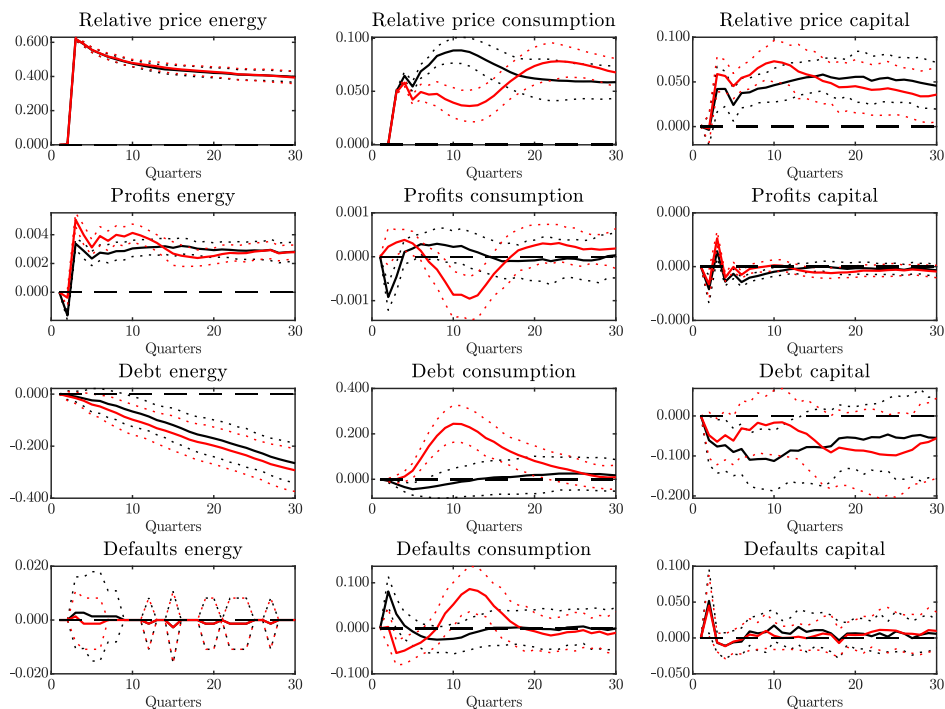 Relative price energy
0.600
0.400
0.200
0.000
0 10 20 30
Quarters
Relative price consumption
0.100
0.050
0.000
0 10 20 30
Quarters
Relative price capital
0.100
0.050
0.000
0 10 20 30
Quarters
Profits energy
0.004
0.002
0.000
0 10 20 30
Quarters
Profits consumption
0.001
0.000
-0.001
0 10 20 30
Quarters
Profits capital
0.000
0.000
-0.000
0 10 20 30
Quarters
Debt energy
0.000
-0.200
-0.400
0 10 20 30
Quarters
Debt consumption
0.400
0.200
0.000
0 10 20 30
Quarters
Debt capital
0.000
-0.100
-0.200
0 10 20 30
Quarters
Defaults energy
0.020
0.000
-0.020
0 10 20 30
Quarters
Defaults consumption
0.100
0.000
-0.100
0 10 20 30
Quarters
Defaults capital
0.100
0.050
0.000
-0.050
0 10 20 30
Quarters